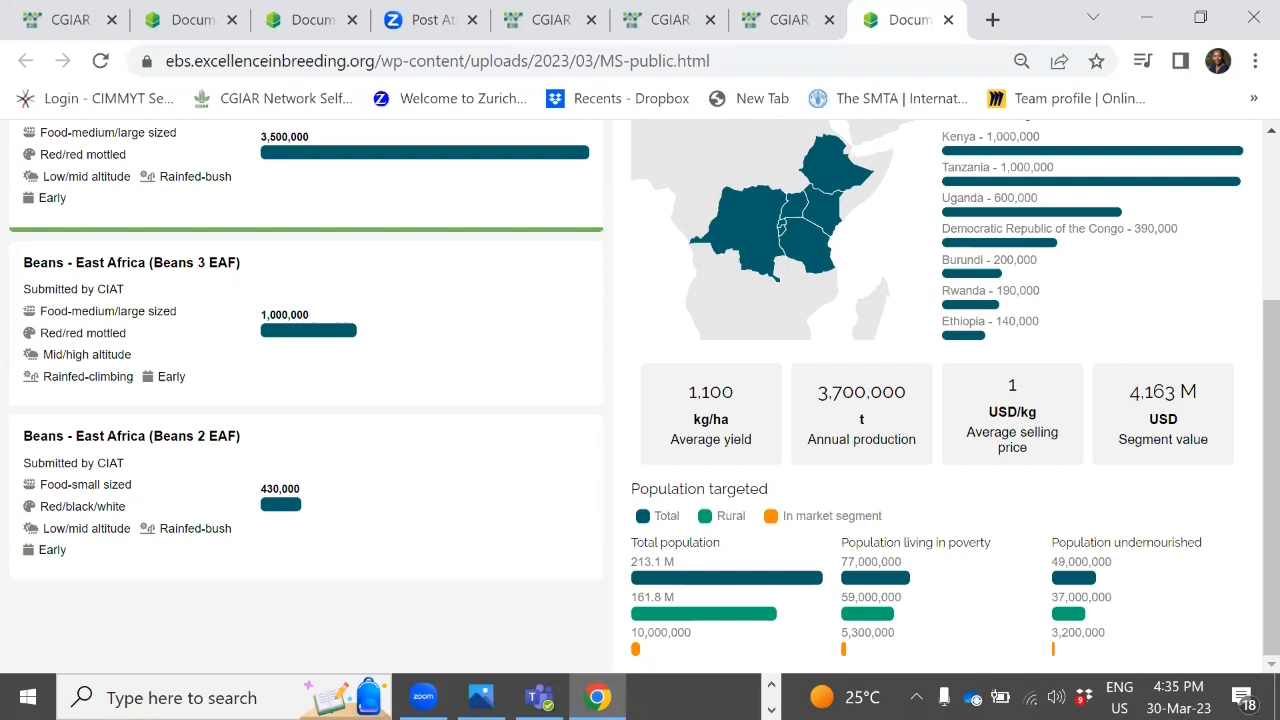 CGIAR
Docum
Docum
Post At
CGIAR
CGIAR
CGIAR
Docum
ebs.excellenceinbreeding.org/wp-content/uploads/2023/03/MS-public.html
Login - CIMMYT Se...
CGIAR Network Self...
Welcome to Zurich...
Recents - Dropbox
New Tab
The SMTA | Internat...
Team profile | Onlin...
»
Food-medium/large sized
3,500,000
Red/red mottled
Low/mid altitude Rainfed-bush
Early
Beans - East Africa (Beans 3 EAF)
Submitted by CIAT
Food-medium/large sized
1,000,000
Red/red mottled
Mid/high altitude
Rainfed-climbing Early
Beans - East Africa (Beans 2 EAF)
Submitted by CIAT
Food-small sized
430,000
Red/black/white
Low/mid altitude Rainfed-bush
Early
Kenya - 1,000,000
Tanzania - 1,000,000
Uganda - 600,000
Democratic Republic of the Congo - 390,000
Burundi - 200,000
Rwanda - 190,000
Ethiopia - 140,000
1,100
kg/ha
Average yield
3,700,000
t
Annual production
1
USD/kg
Average selling
price
4,163 M
USD
Segment value
Population targeted
Total Rural In market segment
Total population
213.1 M
161.8 M
10,000,000
Population living in poverty
77,000,000
59,000,000
5,300,000
Population undernourished
49,000,000
37,000,000
3,200,000
Type here to search
zoom
25°C
ENG
US
4:35 PM
30-Mar-23
18